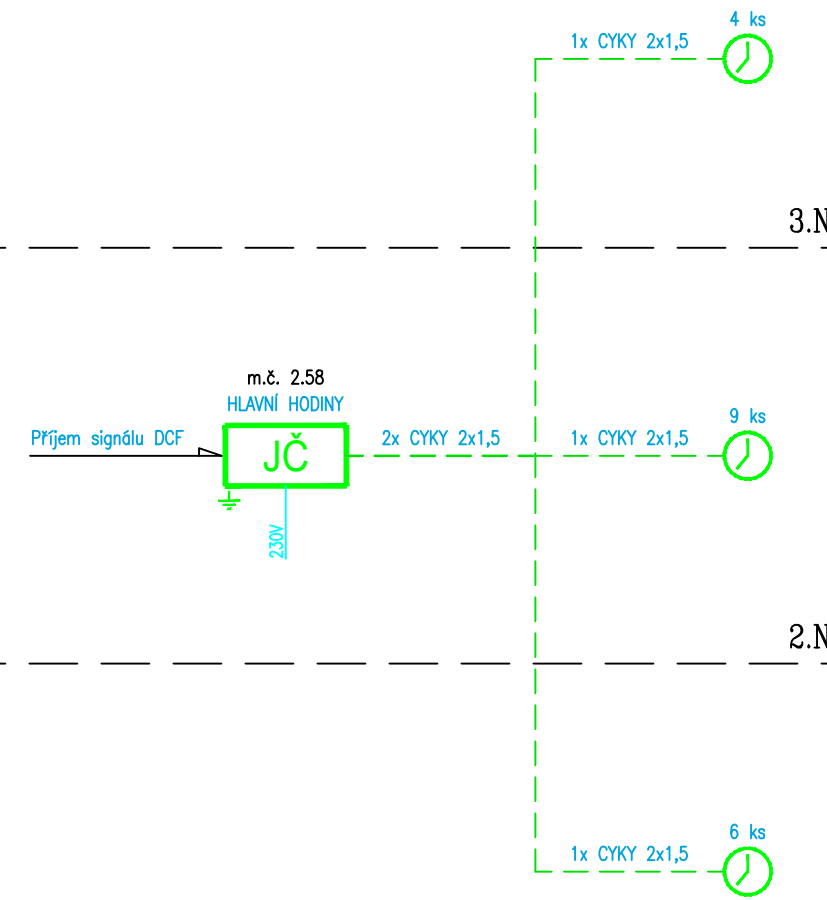 4 ks
1x CYKY 2x1,5
3.N
m.č. 2.58
HLAVNÍ HODINY
Příjem signálu DCF
JČ
2x CYKY 2x1,5
1x CYKY 2x1,5
9 ks
230V
2.N
6 ks
1x CYKY 2x1,5